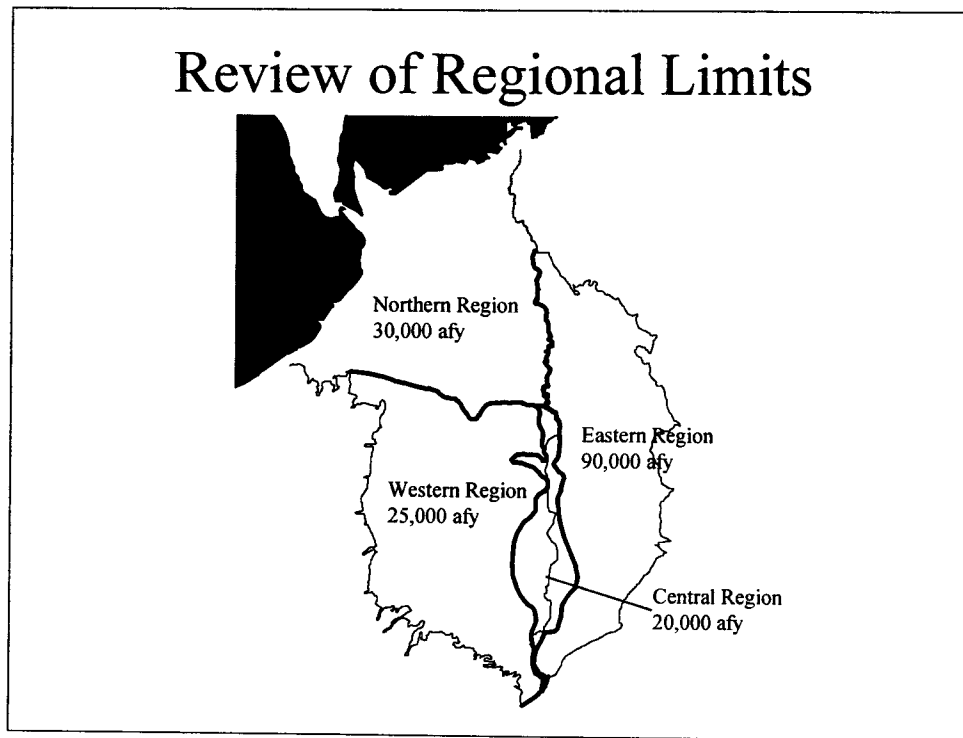 Review of Regional Limits
Northern Region
30,000 afy
Eastern Region
90,000 afy
Western Region
25,000 afy
Central Region
20,000 afy